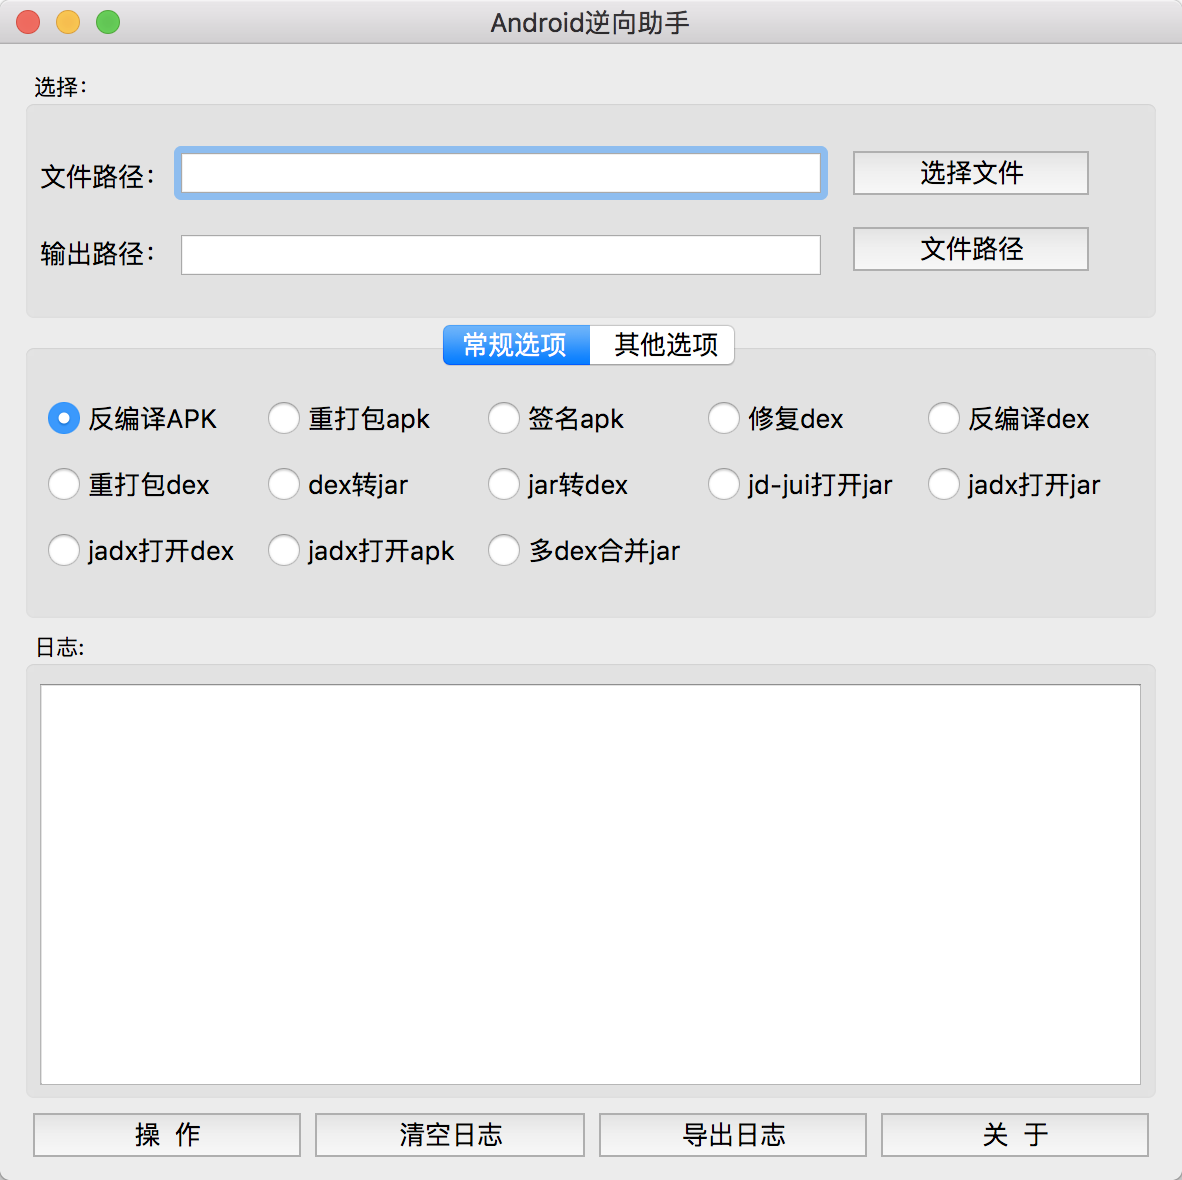 Android逆向助手
选择：
文件路径：
选择文件
输出路径：
文件路径
常规选项 其他选项
反编译APK 重打包apk 签名apk 修复dex 反编译dex
重打包dex dex转jar jar转dex jd-jui打开jar jadx打开jar
jadx打开dex jadx打开apk 多dex合并jar
日志:
操 作 清空日志 导出日志 关 于